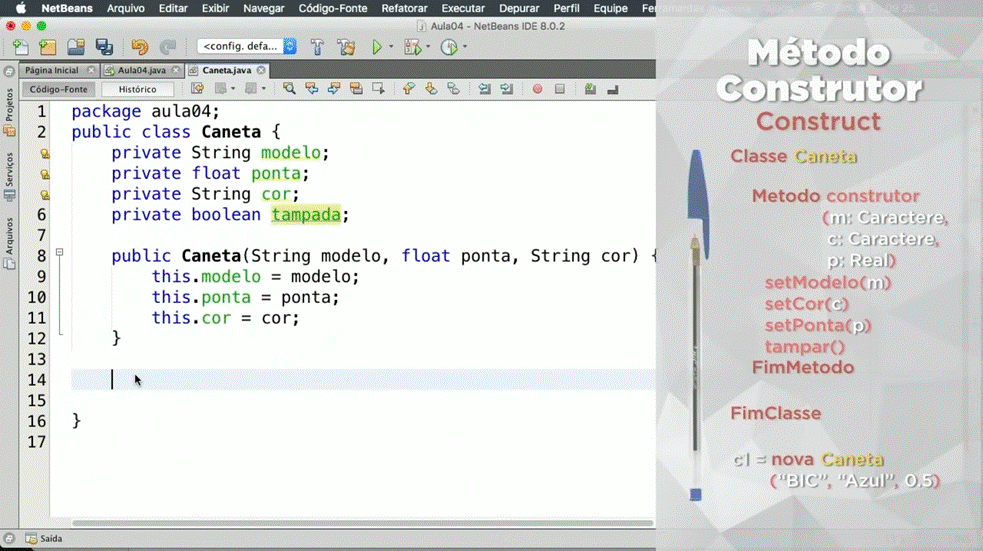 NetBeans Arquivo Editar Exibir Navegar Código-Fonte Refatorar Executar Depurar Perfil Equipe
Aula04 - NetBeans IDE 8.0.2
<config. defa...
Página Inicial Aula04.java Caneta.java
Código-Fonte Histórico
Projetos
Serviços
Arquivos
1 package aula04;
2 public class Caneta {
private String modelo;
private float ponta;
private String cor;
6 private boolean tampada;
7
8 public Caneta(String modelo, float ponta, String cor) {
9 this.modelo = modelo;
10 this.ponta = ponta;
11 this.cor = cor;
12 }
13
14
15
16 }
17
Saída
Método
Construtor
Construct
Classe Caneta
Metodo construtor
(m: Caractere,
c: Caractere,
p: Real)
setModelo(m)
setCor(c)
setPonta(p)
tampar()
FimMetodo
FimClasse
c1 = nova Caneta
("BIC", "Azul", 0.5)